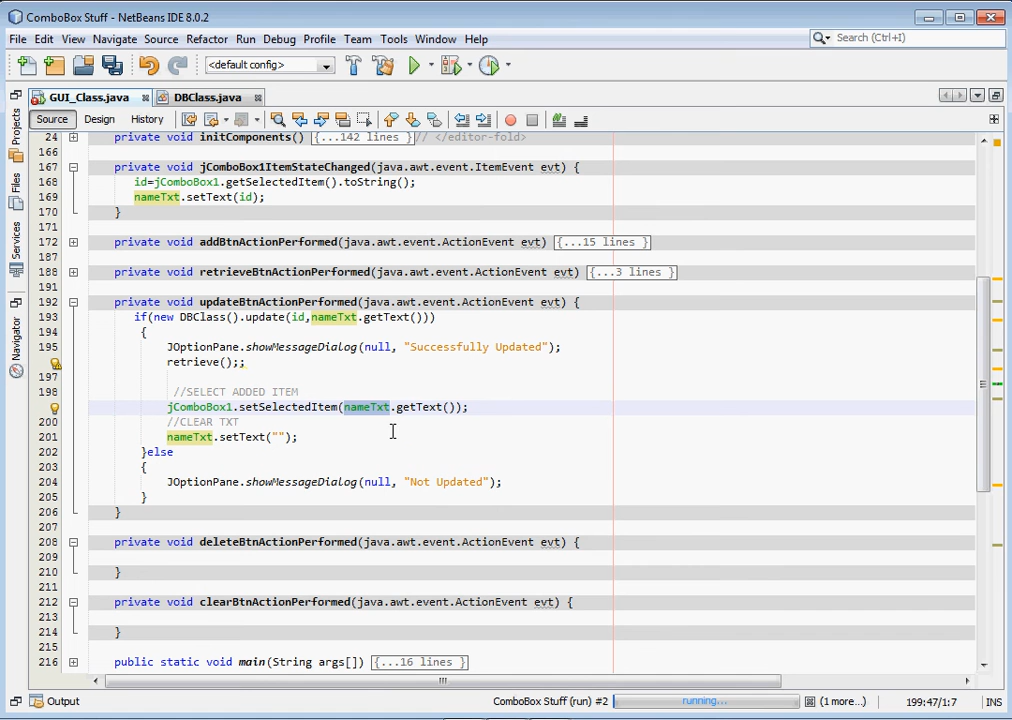 ComboBox Stuff - NetBeans IDE 8.0.2
File Edit View Navigate Source Refactor Run Debug Profile Team Tools Window Help
Search (Ctrl+I)
<default config>
GUI_Class.java DBClass.java
Source Design History
Projects
Files
Services
Navigator
24 private void initComponents() {...142 lines }// </editor-fold>
166
167 private void jComboBox1ItemStateChanged(java.awt.event.ItemEvent evt) {
168 id=jComboBox1.getSelectedItem().toString();
169 nameTxt.setText(id);
170 }
171
172 private void addBtnActionPerformed(java.awt.event.ActionEvent evt) {...15 lines }
187
188 private void retrieveBtnActionPerformed(java.awt.event.ActionEvent evt) {...3 lines }
191
192 private void updateBtnActionPerformed(java.awt.event.ActionEvent evt) {
193 if(new DBClass().update(id,nameTxt.getText()))
194 {
195 JOptionPane.showMessageDialog(null, "Successfully Updated");
retrieve();;
197
198 //SELECT ADDED ITEM
jComboBox1.setSelectedItem(nameTxt.getText());
200 //CLEAR TXT
201 nameTxt.setText("");
202 }else
203 {
204 JOptionPane.showMessageDialog(null, "Not Updated");
205 }
206 }
207
208 private void deleteBtnActionPerformed(java.awt.event.ActionEvent evt) {
209
210 }
211
212 private void clearBtnActionPerformed(java.awt.event.ActionEvent evt) {
213
214 }
215
216 public static void main(String args[]) {...16 lines }
Output ComboBox Stuff (run) #2 running... (1 more...) 199:47/1:7 INS